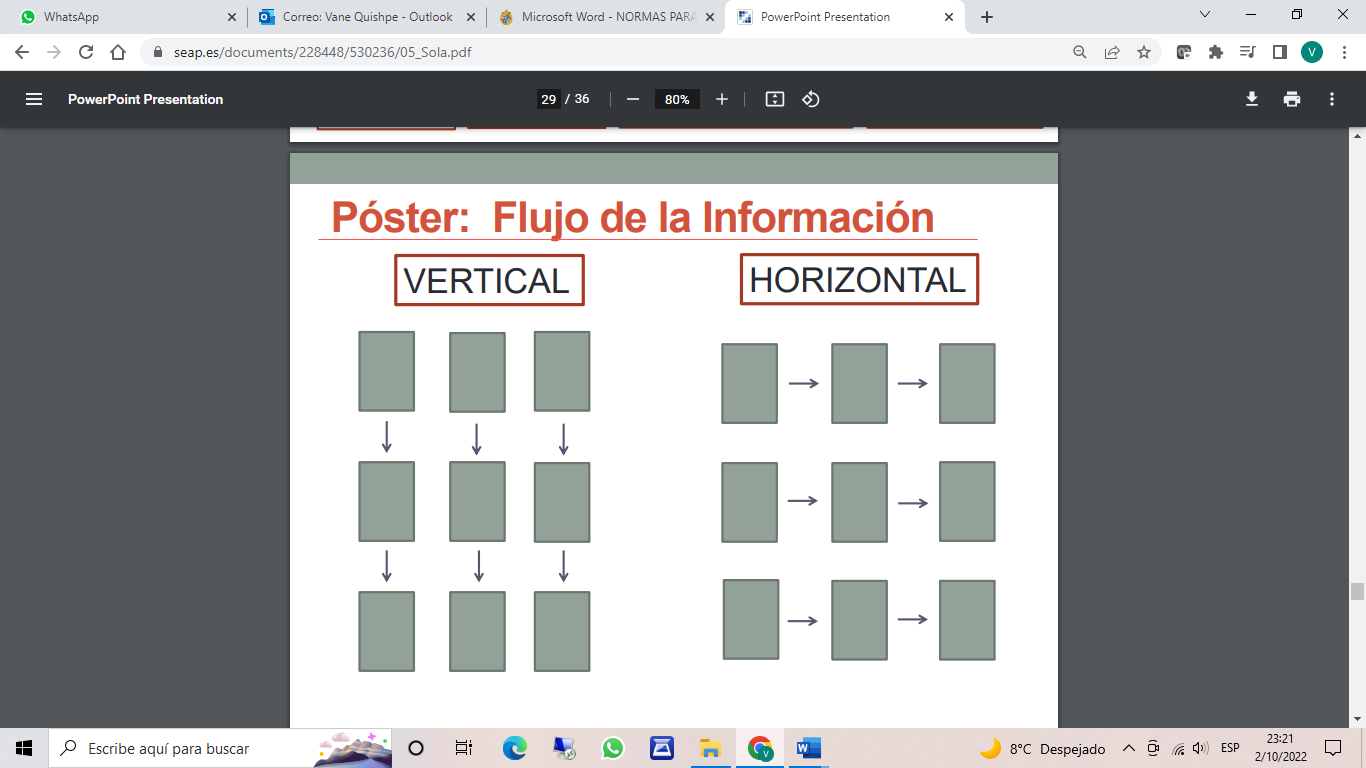 WhatsApp
Correo: Vane Quishpe - Outlook
Microsoft Word - NORMAS PARA
PowerPoint Presentation
seap.es/documents/228448/530236/05_Sola.pdf
V
PowerPoint Presentation
29 / 36
80%
Póster: Flujo de la Información
VERTICAL
HORIZONTAL
Escribe aquí para buscar
V
W
8°C Despejado
ESP
23:21
2/10/2022